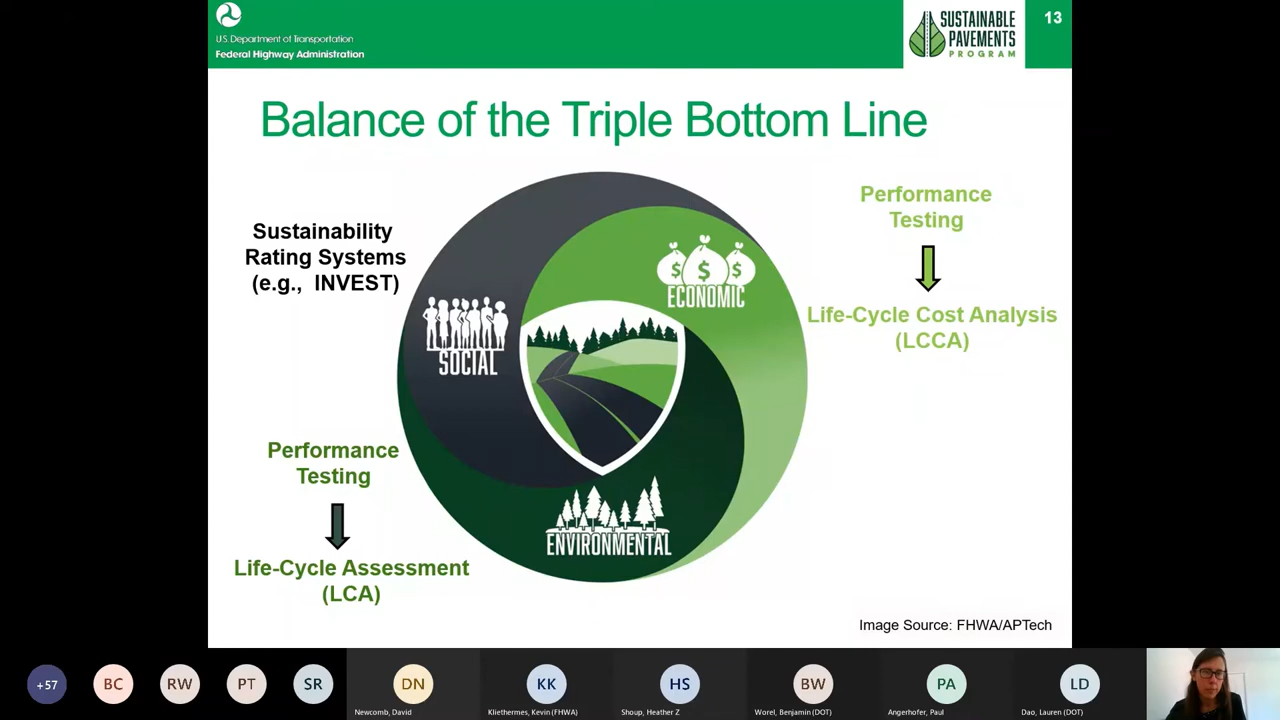 U.S. Department of Transportation
Federal Highway Administration
SUSTAINABLE
PAVEMENTS
PROGRAM
13
Balance of the Triple Bottom Line
Sustainability
Rating Systems
(e.g., INVEST)
SOCIAL
$ $ $
ECONOMIC
Performance
Testing
Life-Cycle Cost Analysis
(LCCA)
Performance
Testing
Life-Cycle Assessment
(LCA)
ENVIRONMENTAL
Image Source: FHWA/APTech
+57
BC
RW
PT
SR
DN
Newcomb, David
KK
Kliethermes, Kevin (FHWA)
HS
Shoup, Heather Z
BW
Worel, Benjamin (DOT)
PA
Angerhofer, Paul
LD
Dao, Lauren (DOT)